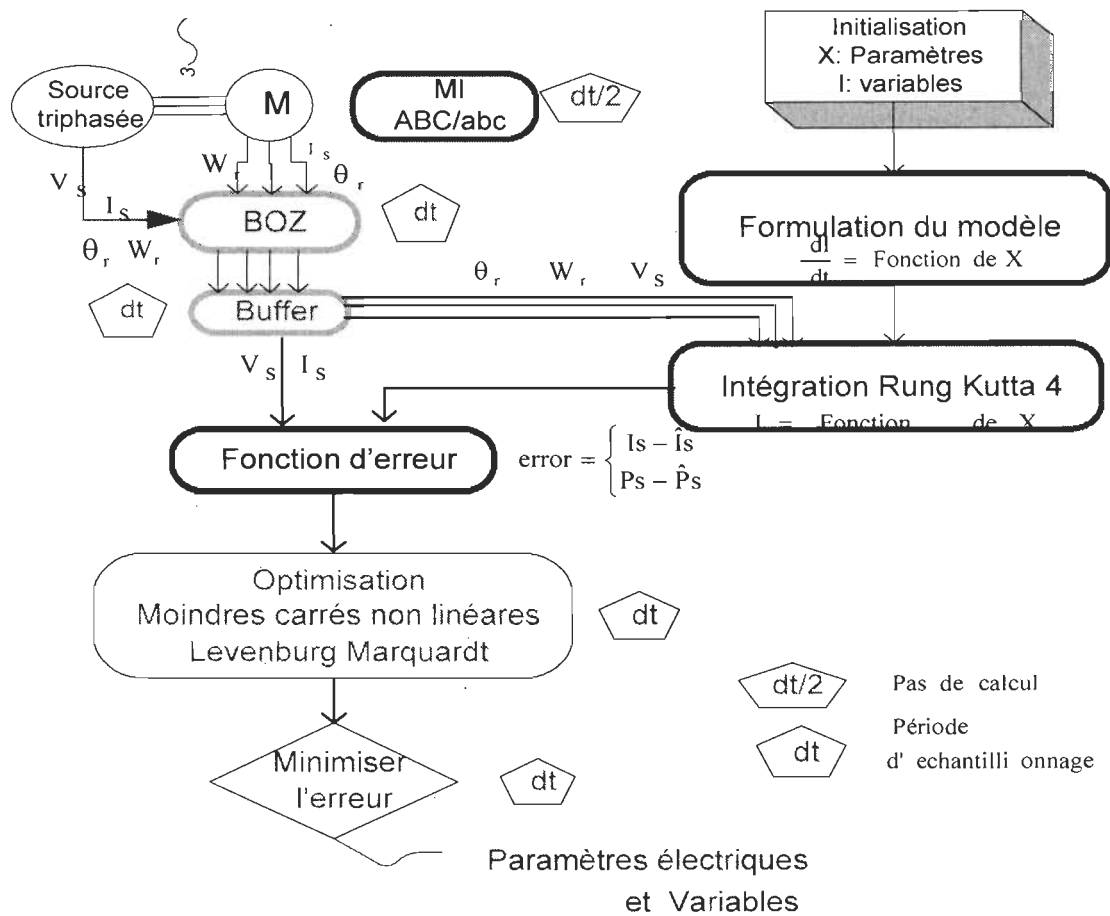 3
Source
triphasée
M
MI
ABC/abc
dt/2
Initialisation
X: Paramètres
I: variables
V s
I s
W r
I s
θ r
θ r W r
BOZ
dt
Formulation du modèle
dI
dt
= Fonction de X
dt
Buffer
θ r W r V s
V s I s
Intégration Rung Kutta 4
I = Fonction de X
Fonction d'erreur
error = { Is – Îs
Ps – P̂s
Optimisation
Moindres carrés non linéares
Levenburg Marquardt
dt
dt/2
Pas de calcul
Période
dt
d' echantilli onnage
Minimiser
l'erreur
dt
Paramètres électriques
et Variables